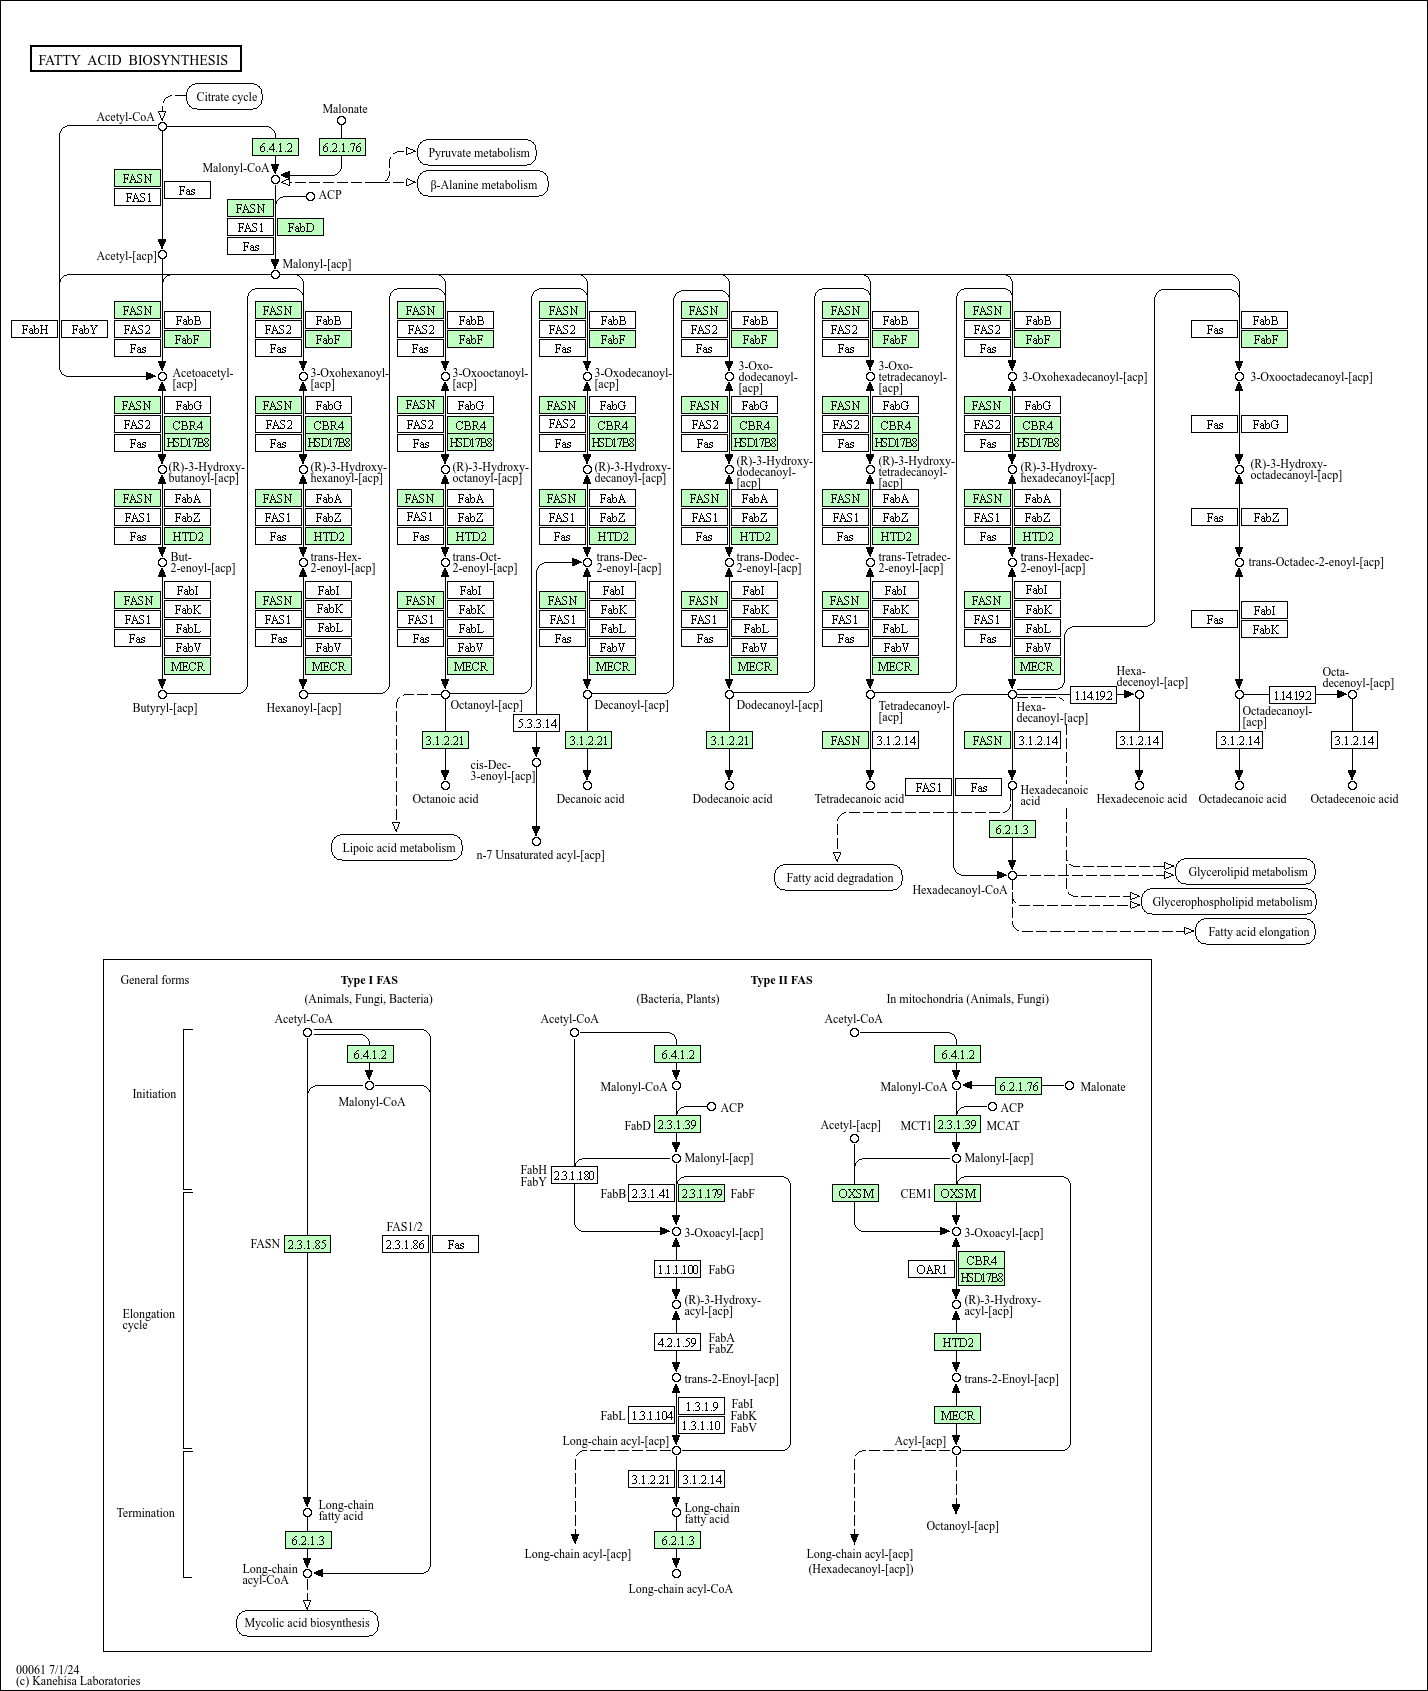 FATTY ACID BIOSYNTHESIS
Citrate cycle
Acetyl-CoA
Malonate
6.4.1.2
6.2.1.76
Pyruvate metabolism
Malonyl-CoA
β-Alanine metabolism
FASN
FAS1
Fas
ACP
FASN
FAS1
FabD
Fas
Acetyl-[acp]
Malonyl-[acp]
FabH
FabY
FASN
FAS2
Fas
FabB
FabF
FASN
FAS2
Fas
FabB
FabF
FASN
FAS2
Fas
FabB
FabF
FASN
FAS2
Fas
FabB
FabF
FASN
FAS2
Fas
FabB
FabF
FASN
FAS2
Fas
FabB
FabF
FASN
FAS2
Fas
FabB
FabF
Fas
FabB
FabF
Acetoacetyl-
[acp]
3-Oxohexanoyl-
[acp]
3-Oxooctanoyl-
[acp]
3-Oxodecanoyl-
[acp]
3-Oxo-
dodecanoyl-
[acp]
3-Oxo-
tetradecanoyl-
[acp]
3-Oxohexadecanoyl-[acp]
3-Oxooctadecanoyl-[acp]
FASN
FAS2
Fas
FabG
CBR4
HSD17B8
FASN
FAS2
Fas
FabG
CBR4
HSD17B8
FASN
FAS2
Fas
FabG
CBR4
HSD17B8
FASN
FAS2
Fas
FabG
CBR4
HSD17B8
FASN
FAS2
Fas
FabG
CBR4
HSD17B8
FASN
FAS2
Fas
FabG
CBR4
HSD17B8
FASN
FAS2
Fas
FabG
CBR4
HSD17B8
Fas
FabG
(R)-3-Hydroxy-
butanoyl-[acp]
(R)-3-Hydroxy-
hexanoyl-[acp]
(R)-3-Hydroxy-
octanoyl-[acp]
(R)-3-Hydroxy-
decanoyl-[acp]
(R)-3-Hydroxy-
dodecanoyl-
[acp]
(R)-3-Hydroxy-
tetradecanoyl-
[acp]
(R)-3-Hydroxy-
hexadecanoyl-[acp]
(R)-3-Hydroxy-
octadecanoyl-[acp]
FASN
FAS1
Fas
FabA
FabZ
HTD2
FASN
FAS1
Fas
FabA
FabZ
HTD2
FASN
FAS1
Fas
FabA
FabZ
HTD2
FASN
FAS1
Fas
FabA
FabZ
HTD2
FASN
FAS1
Fas
FabA
FabZ
HTD2
FASN
FAS1
Fas
FabA
FabZ
HTD2
FASN
FAS1
Fas
FabA
FabZ
HTD2
Fas
FabZ
But-
2-enoyl-[acp]
trans-Hex-
2-enoyl-[acp]
trans-Oct-
2-enoyl-[acp]
trans-Dec-
2-enoyl-[acp]
trans-Dodec-
2-enoyl-[acp]
trans-Tetradec-
2-enoyl-[acp]
trans-Hexadec-
2-enoyl-[acp]
trans-Octadec-2-enoyl-[acp]
FASN
FAS1
Fas
FabI
FabK
FabL
FabV
MECR
FASN
FAS1
Fas
FabI
FabK
FabL
FabV
MECR
FASN
FAS1
Fas
FabI
FabK
FabL
FabV
MECR
FASN
FAS1
Fas
FabI
FabK
FabL
FabV
MECR
FASN
FAS1
Fas
FabI
FabK
FabL
FabV
MECR
FASN
FAS1
Fas
FabI
FabK
FabL
FabV
MECR
FASN
FAS1
Fas
FabI
FabK
FabL
FabV
MECR
Fas
FabI
FabK
Butyryl-[acp]
Hexanoyl-[acp]
Octanoyl-[acp]
Decanoyl-[acp]
Dodecanoyl-[acp]
Tetradecanoyl-
[acp]
Hexa-
decanoyl-[acp]
1.14.19.2
Hexa-
decenoyl-[acp]
Octadecanoyl-
[acp]
1.14.19.2
Octa-
decenoyl-[acp]
5.3.3.14
3.1.2.21
3.1.2.21
3.1.2.21
FASN
3.1.2.14
FASN
3.1.2.14
3.1.2.14
3.1.2.14
3.1.2.14
cis-Dec-
3-enoyl-[acp]
FAS1
Fas
Octanoic acid
Decanoic acid
Dodecanoic acid
Tetradecanoic acid
Hexadecanoic
acid
Hexadecenoic acid
Octadecanoic acid
Octadecenoic acid
6.2.1.3
Lipoic acid metabolism
n-7 Unsaturated acyl-[acp]
Fatty acid degradation
Hexadecanoyl-CoA
Glycerolipid metabolism
Glycerophospholipid metabolism
Fatty acid elongation
General forms
Type I FAS
Type II FAS
(Animals, Fungi, Bacteria)
(Bacteria, Plants)
In mitochondria (Animals, Fungi)
Initiation
Elongation
cycle
Termination
Acetyl-CoA
6.4.1.2
Malonyl-CoA
FASN
2.3.1.85
FAS1/2
2.3.1.86
Fas
Long-chain
fatty acid
6.2.1.3
Long-chain
acyl-CoA
Mycolic acid biosynthesis
Acetyl-CoA
6.4.1.2
Malonyl-CoA
ACP
FabD
2.3.1.39
Malonyl-[acp]
FabH
FabY
2.3.1.180
FabB
2.3.1.41
2.3.1.179
FabF
3-Oxoacyl-[acp]
1.1.1.100
FabG
(R)-3-Hydroxy-
acyl-[acp]
4.2.1.59
FabA
FabZ
trans-2-Enoyl-[acp]
FabL
1.3.1.104
1.3.1.9
1.3.1.10
FabI
FabK
FabV
Long-chain acyl-[acp]
3.1.2.21
3.1.2.14
Long-chain
fatty acid
6.2.1.3
Long-chain acyl-[acp]
Long-chain acyl-CoA
Acetyl-CoA
6.4.1.2
Malonyl-CoA
6.2.1.76
Malonate
ACP
Acetyl-[acp]
MCT1
2.3.1.39
MCAT
Malonyl-[acp]
OXSM
CEM1
OXSM
3-Oxoacyl-[acp]
OAR1
CBR4
HSD17B8
(R)-3-Hydroxy-
acyl-[acp]
HTD2
trans-2-Enoyl-[acp]
MECR
Acyl-[acp]
Octanoyl-[acp]
Long-chain acyl-[acp]
(Hexadecanoyl-[acp])
00061 7/1/24
(c) Kanehisa Laboratories